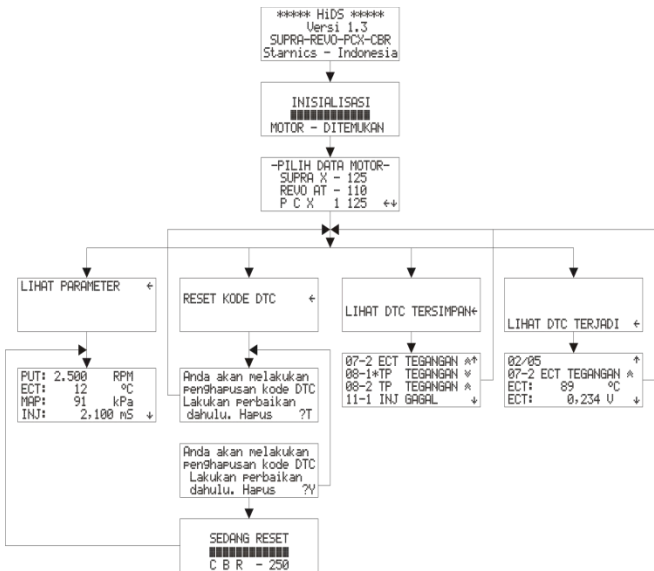 ***** HiDS *****
Versi 1.3
SUPRA-REVO-PCX-CBR
Starnics - Indonesia
INISIALISASI
MOTOR - DITEMUKAN
-PILIH DATA MOTOR-
SUPRA X - 125
REVO AT - 110
P C X 1 125 ←↓
LIHAT PARAMETER ←
RESET KODE DTC ←
LIHAT DTC TERSIMPAN←
LIHAT DTC TERJADI ←
PUT: 2.500 RPM
ECT: 12 °C
MAP: 91 kPa
INJ: 2,100 mS ↓
Anda akan melakukan
penghapusan kode DTC
Lakukan perbaikan
dahulu. Hapus ?T
07-2 ECT TEGANGAN ↑
08-1*TP TEGANGAN
08-2 TP TEGANGAN
11-1 INJ GAGAL ↓
02/05 ↑
07-2 ECT TEGANGAN
ECT: 89 °C
ECT: 0,234 V ↓
Anda akan melakukan
penghapusan kode DTC
Lakukan perbaikan
dahulu. Hapus ?Y
SEDANG RESET
C B R - 250